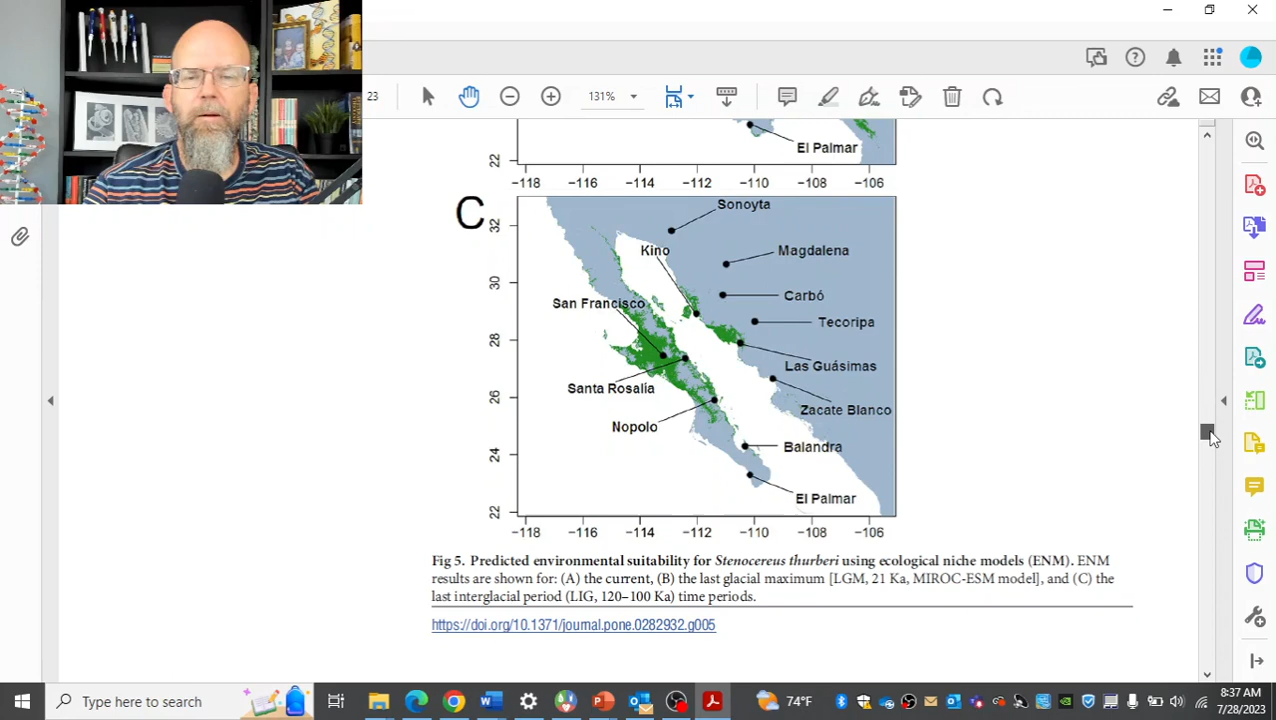 23
131%
El Palmar
22
−118 −116 −114 −112 −110 −108 −106
C
32
30
28
26
24
22
Sonoyta
Kino
Magdalena
Carbó
San Francisco
Tecoripa
Las Guásimas
Santa Rosalía
Zacate Blanco
Nopolo
Balandra
El Palmar
−118 −116 −114 −112 −110 −108 −106
Fig 5. Predicted environmental suitability for Stenocereus thurberi using ecological niche models (ENM). ENM
results are shown for: (A) the current, (B) the last glacial maximum [LGM, 21 Ka, MIROC-ESM model], and (C) the
last interglacial period (LIG, 120–100 Ka) time periods.
https://doi.org/10.1371/journal.pone.0282932.g005
Type here to search
74°F
8:37 AM
7/28/2023